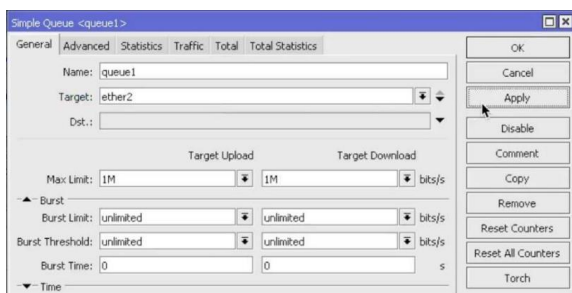 Simple Queue <queue1>
General Advanced Statistics Traffic Total Total Statistics
Name: queue1
Target: ether2
Dst.:
Target Upload Target Download
Max Limit: 1M 1M bits/s
Burst
Burst Limit: unlimited unlimited bits/s
Burst Threshold: unlimited unlimited bits/s
Burst Time: 0 0 s
Time
OK
Cancel
Apply
Disable
Comment
Copy
Remove
Reset Counters
Reset All Counters
Torch